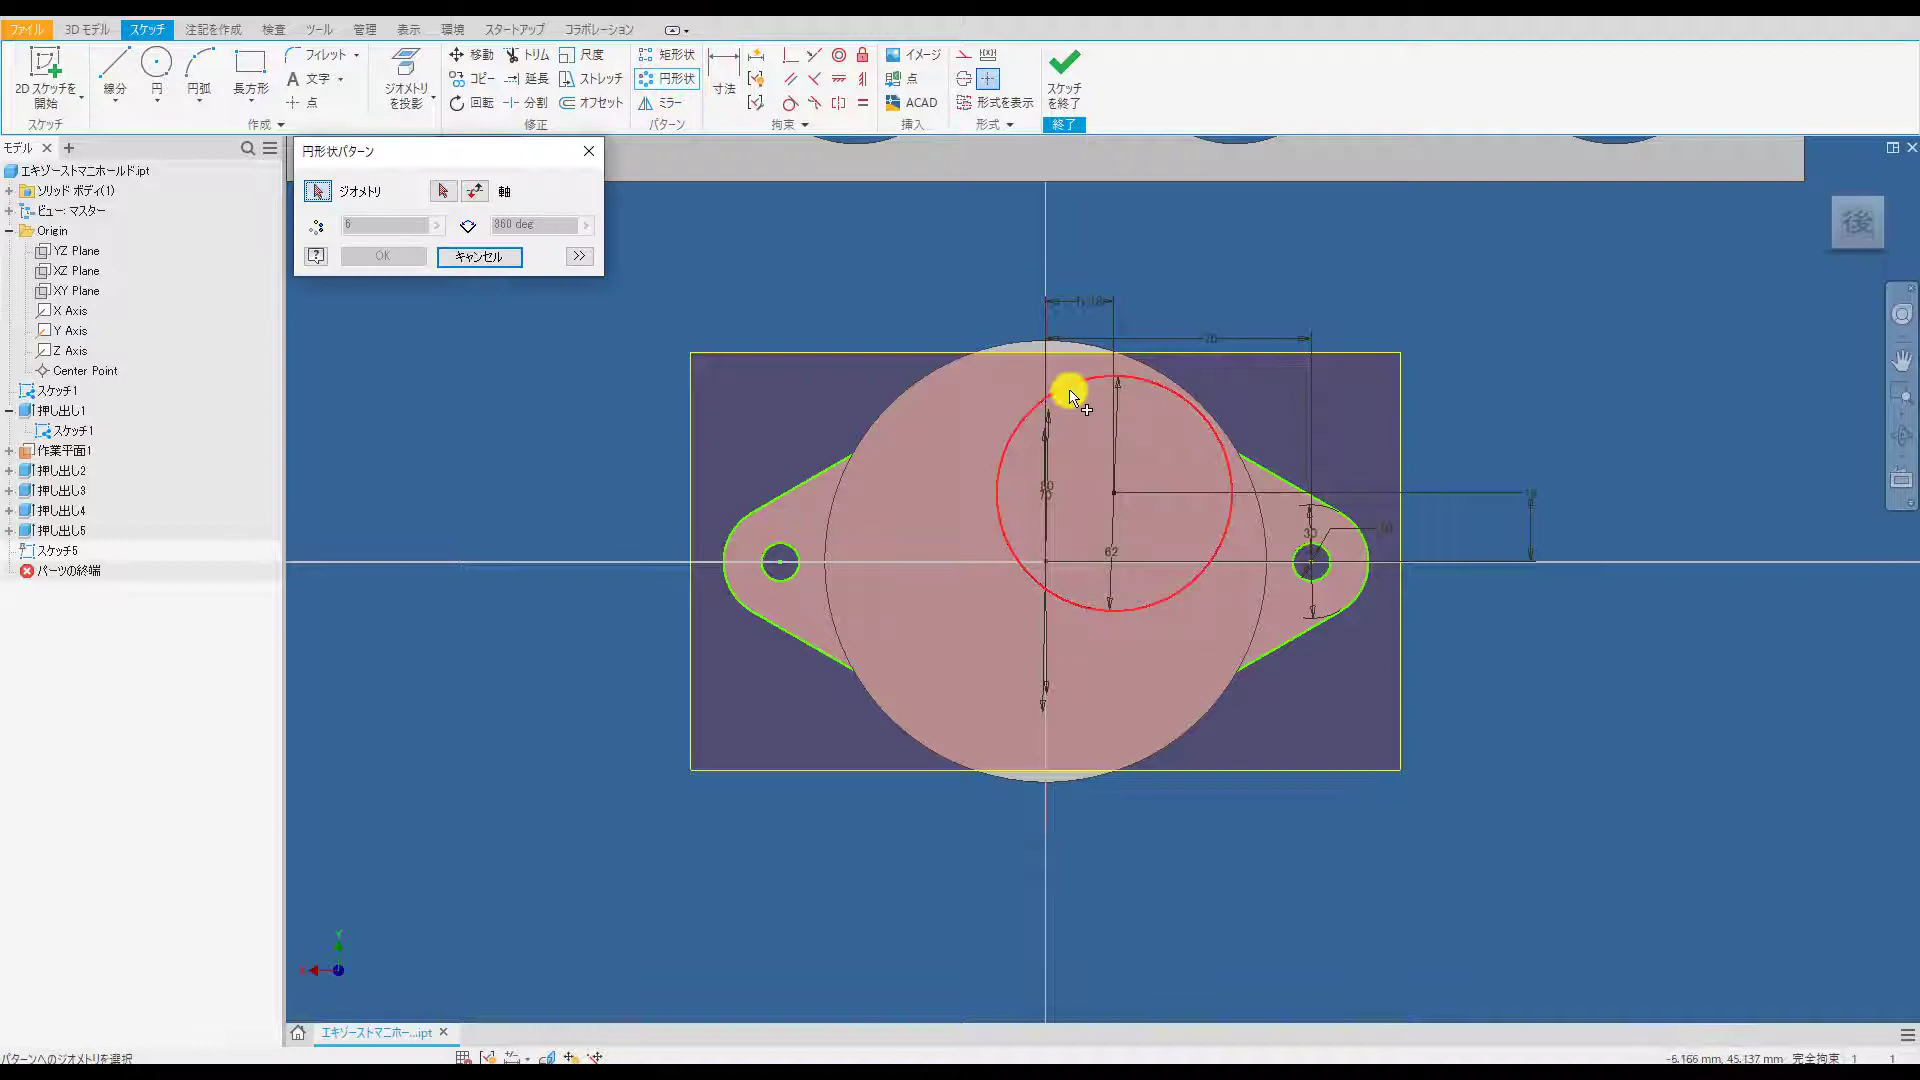 ファイル 3D モデル スケッチ 注記を作成 検査 ツール 管理 表示 環境 スタートアップ コラボレーション
2D スケッチを
開始
線分
円
円弧
長方形
フィレット
文字
点
ジオメトリ
を投影
移動 トリム 尺度
コピー 延長 ストレッチ
回転 分割 オフセット
矩形状
円形状
ミラー
寸法
イメージ
点
ACAD
形式を表示
スケッチ
を終了
スケッチ 作成 修正 パターン 拘束 挿入 形式 終了
モデル
エキゾーストマニホールド.ipt
ソリッド ボディ(1)
ビュー: マスター
Origin
YZ Plane
XZ Plane
XY Plane
X Axis
Y Axis
Z Axis
Center Point
スケッチ1
押し出し1
スケッチ1
作業平面1
押し出し2
押し出し3
押し出し4
押し出し5
スケッチ5
パーツの終端
円形状パターン
ジオメトリ 軸
6 360 deg
OK キャンセル >>
後
70
62
30
Y
X
エキゾーストマニホー...ipt
パターンへのジオメトリを選択
-6.166 mm, 45.137 mm 完全拘束 1 1